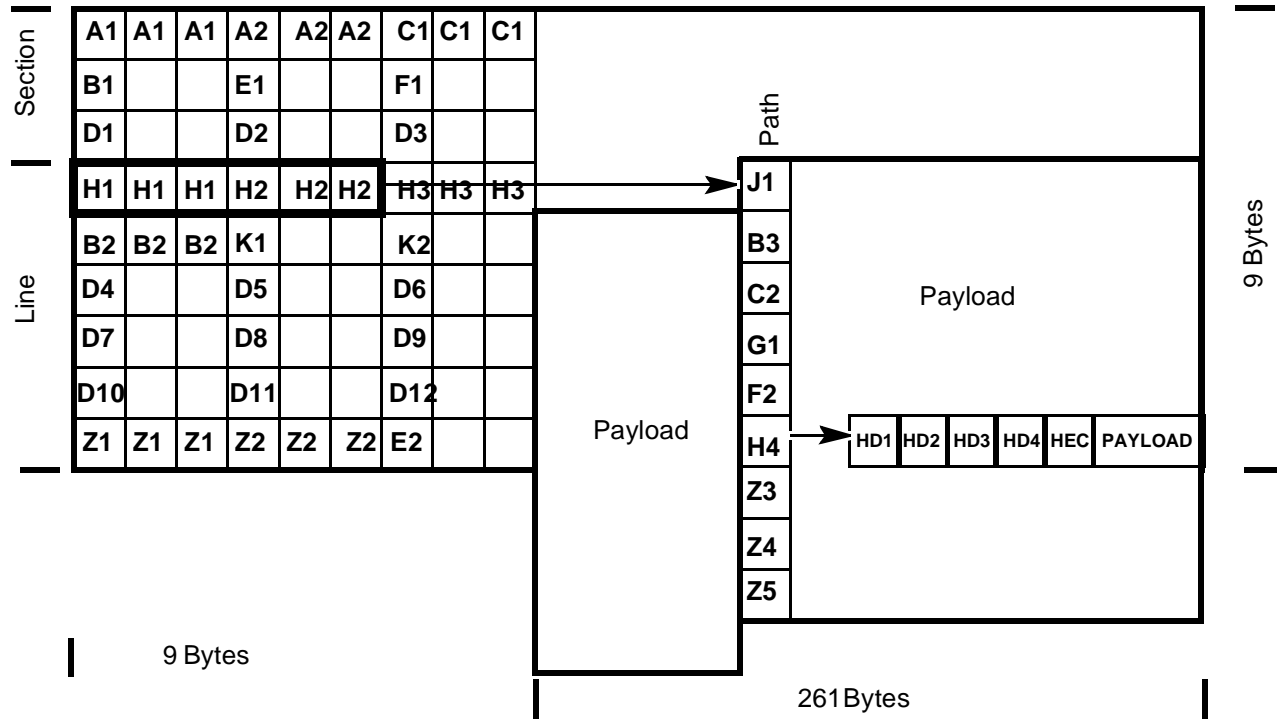 Section
A1 A1 A1 A2 A2 A2 C1 C1 C1
B1 E1 F1
D1 D2 D3
Path
9 Bytes
Line
H1 H1 H1 H2 H2 H2 H3 H3 H3
J1
B2 B2 B2 K1 K2
B3
D4 D5 D6
C2
Payload
D7 D8 D9
G1
D10 D11 D12
F2
Z1 Z1 Z1 Z2 Z2 Z2 E2
Payload
H4
HD1 HD2 HD3 HD4 HEC PAYLOAD
Z3
Z4
Z5
9 Bytes
261Bytes